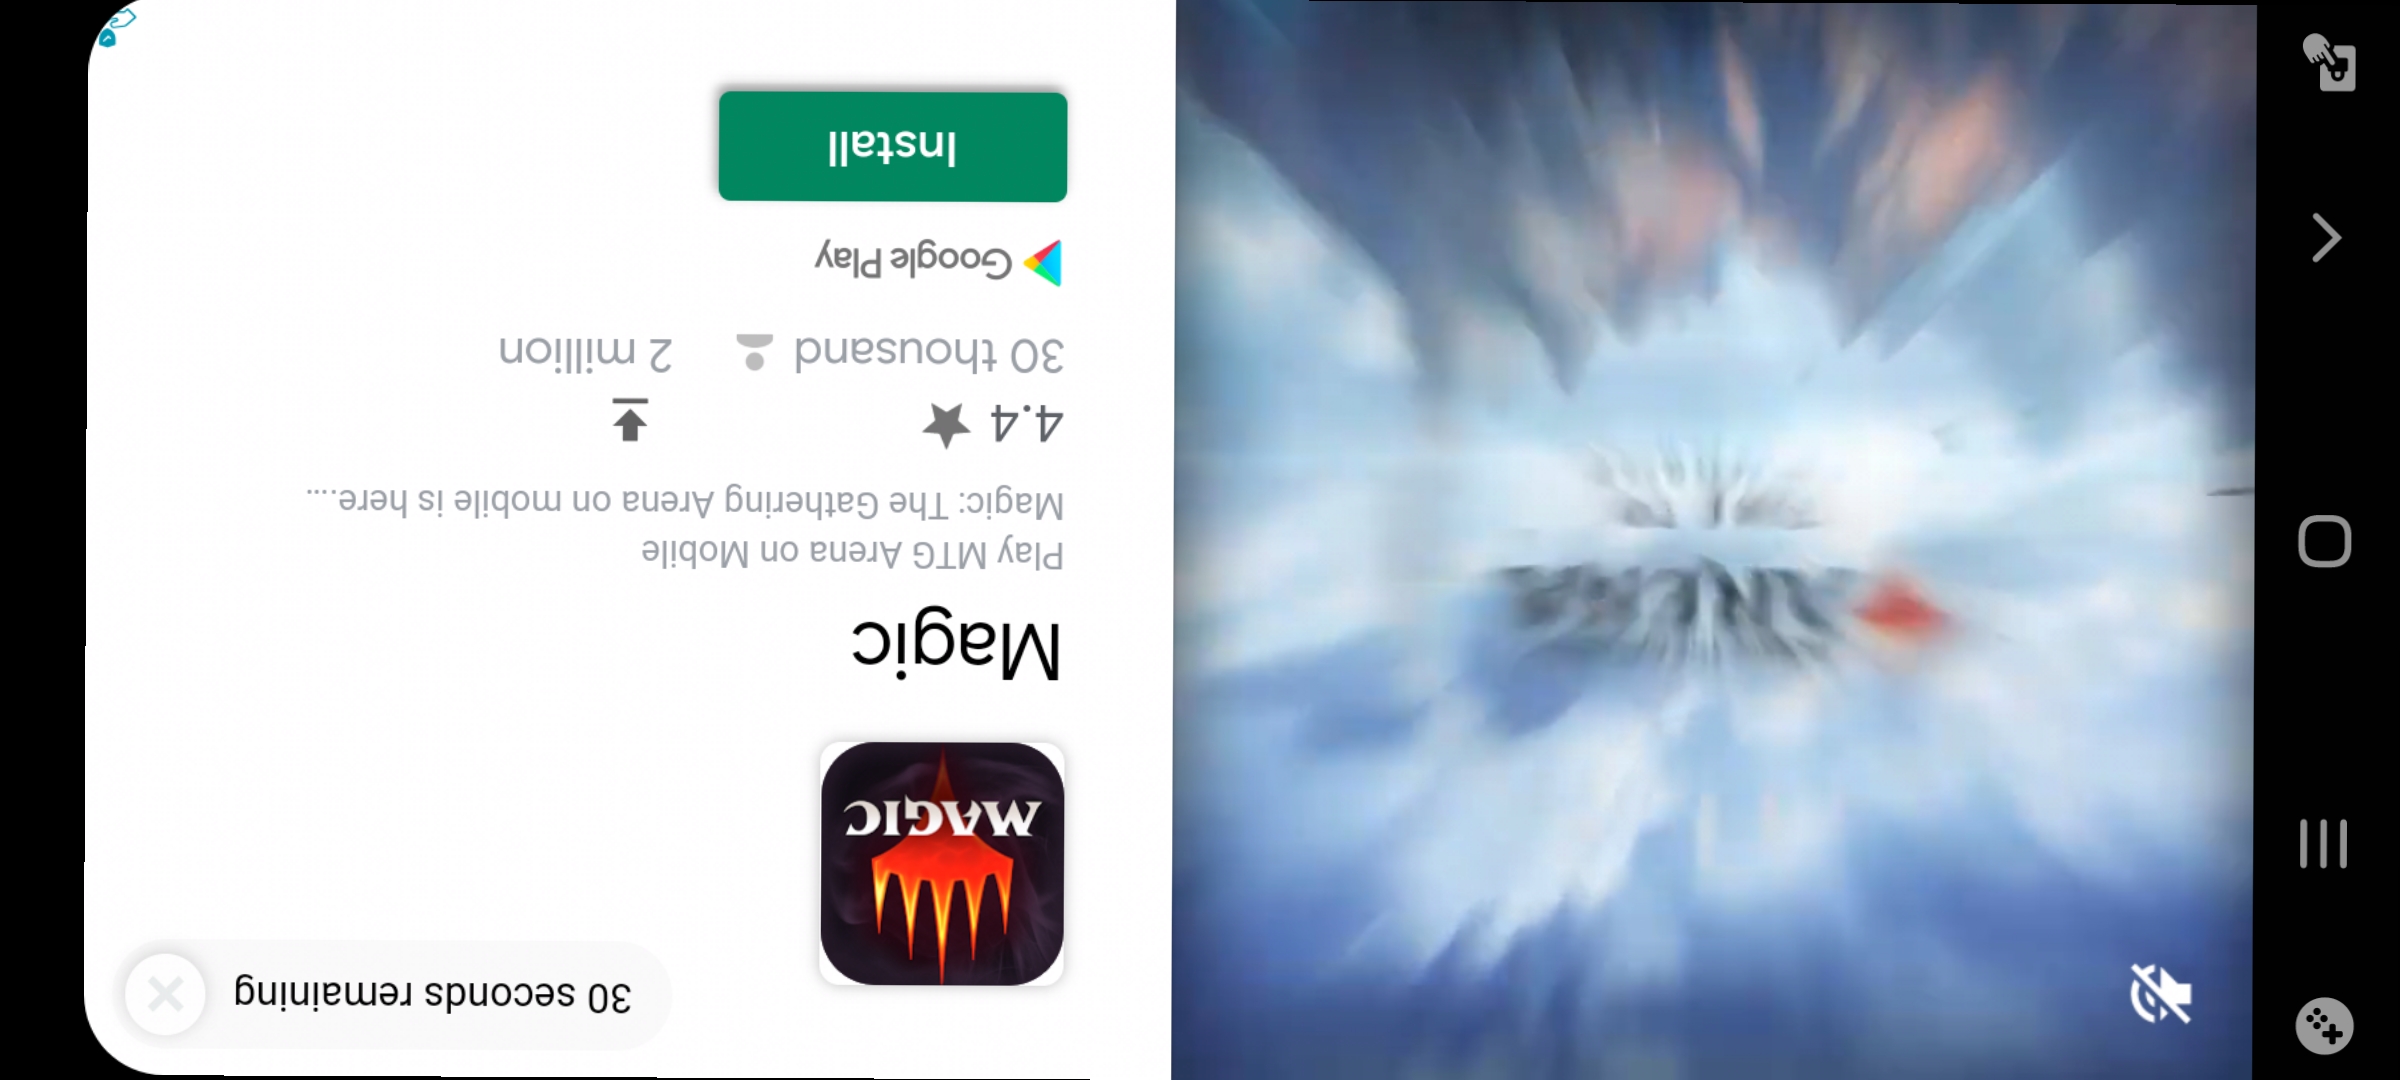 30 seconds remaining
MAGIC
Magic
Play MTG Arena on Mobile
Magic: The Gathering Arena on mobile is here....
4.4
30 thousand
2 million
Google Play
Install